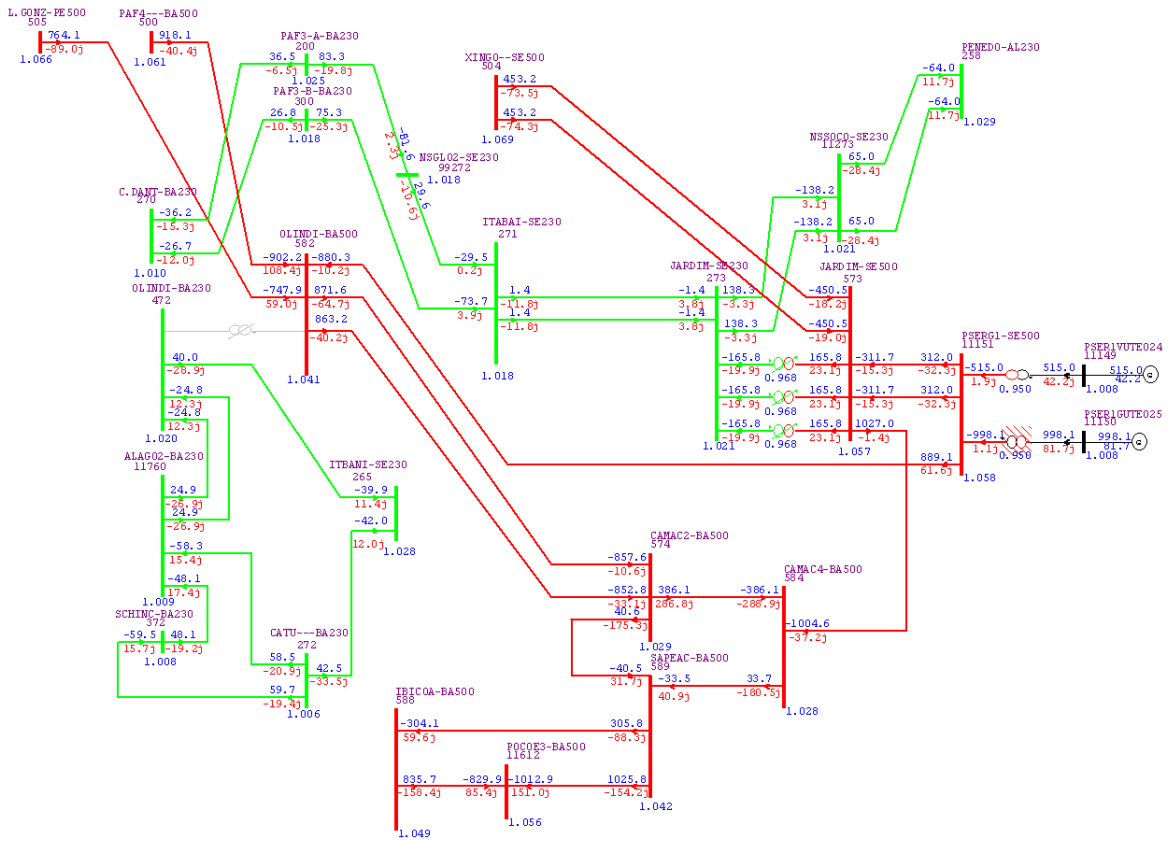 L.GONZ-PE500
505
764.1
-89.0j
1.066
PAF4---BA500
500
918.1
-40.4j
1.061
PAF3-A-BA230
200
36.5
83.3
-6.5j
-19.8j
1.025
PAF3-B-BA230
300
26.8
75.3
-10.5j
-25.3j
1.018
-81.6
2.3j
NSGL02-SE230
99272
1.018
29.6
-10.6j
XINGO--SE500
504
453.2
-73.5j
453.2
-74.3j
1.069
PENEDO-AL230
258
-64.0
11.7j
-64.0
11.7j
1.029
NSSOCO-SE230
11273
65.0
-28.4j
-138.2
3.1j
-138.2
65.0
3.1j
-28.4j
1.021
C.DANT-BA230
270
-36.2
-15.3j
-26.7
-12.0j
1.010
OLINDI-BA500
582
-902.2
-880.3
108.4j
-10.2j
-747.9
871.6
59.0j
-64.7j
863.2
-40.2j
1.041
ITABAI-SE230
271
-29.5
0.2j
1.4
-11.8j
-73.7
1.4
3.9j
-11.8j
1.018
JARDIM-SE230
273
-1.4
138.3
3.8j
-3.3j
-1.4
3.8j
138.3
-3.3j
-165.8
-19.9j
-165.8
-19.9j
-165.8
-19.9j
1.021
0.968
0.968
0.968
JARDIM-SE500
573
-450.5
-18.2j
-450.5
-19.0j
165.8
-311.7
23.1j
-15.3j
165.8
-311.7
23.1j
-15.3j
165.8
1027.0
23.1j
-1.4j
1.057
PSERG1-SE500
11151
312.0
-32.3j
-515.0
1.9j
312.0
-32.3j
-998.1
1.1j
889.1
61.6j
1.058
0.950
0.950
PSER1VUTE024
11149
515.0
42.2j
515.0
42.2
1.008
PSER1GUTE025
11150
998.1
81.7j
998.1
81.7
1.008
OLINDI-BA230
472
40.0
-28.9j
-24.8
12.3j
-24.8
12.3j
1.020
ALAGO2-BA230
11760
24.9
-26.9j
24.9
-26.9j
-58.3
15.4j
-48.1
17.4j
1.009
ITBANI-SE230
265
-39.9
11.4j
-42.0
12.0j
1.028
SCHINC-BA230
372
-59.5
48.1
15.7j
-19.2j
1.008
CATU---BA230
272
58.5
-20.9j
42.5
-33.5j
59.7
-19.4j
1.006
CAMAC2-BA500
574
-857.6
-10.6j
-852.8
386.1
-33.1j
286.8j
40.6
-175.3j
1.029
CAMAC4-BA500
584
-386.1
-288.9j
-1004.6
-37.2j
33.7
-180.5j
1.028
SAPEAC-BA500
589
-40.5
31.7j
-33.5
40.9j
305.8
-88.3j
1025.8
-154.2j
1.042
IBICOA-BA500
588
-304.1
59.6j
835.7
-158.4j
1.049
POCOE3-BA500
11612
-829.9
-1012.9
85.4j
151.0j
1.056